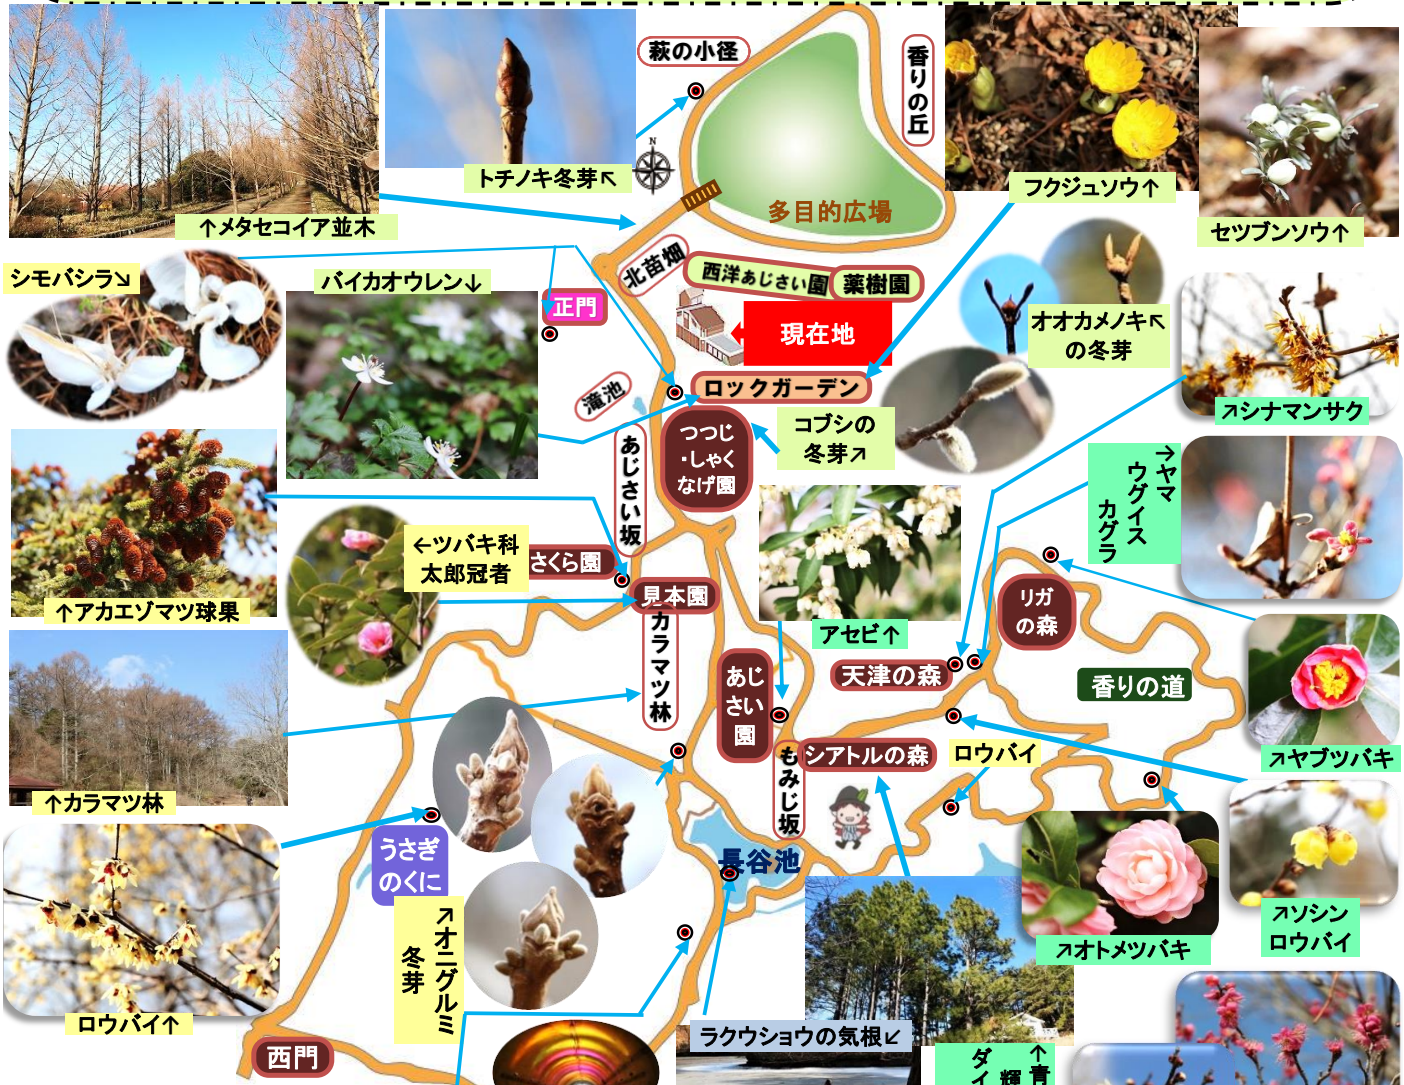 萩の小径
香りの丘
N
トチノキ冬芽↖
フクジュソウ↑
セツブンソウ↑
↑メタセコイア並木
多目的広場
シモバシラ↘
バイカオウレン↓
正門
北苗畑
西洋あじさい園
薬樹園
現在地
オオカメノキ↖
の冬芽
↗シナマンサク
滝池
ロックガーデン
つつじ
・しゃく
なげ園
コブシの
冬芽↗
あじさい坂
→ヤマ
ウグイス
カグラ
←ツバキ科
太郎冠者
さくら園
見本園
↑アカエゾマツ球果
カラマツ林
アセビ↑
リガ
の森
天津の森
香りの道
あじ
さい
園
もみじ坂
シアトルの森
ロウバイ
↗ヤブツバキ
↑カラマツ林
うさぎ
のくに
長谷池
↗オニグルミ
冬芽
↗ソシン
ロウバイ
↗オトメツバキ
ロウバイ↑
ラクウショウの気根↙
西門
↑青
輝
ダイ